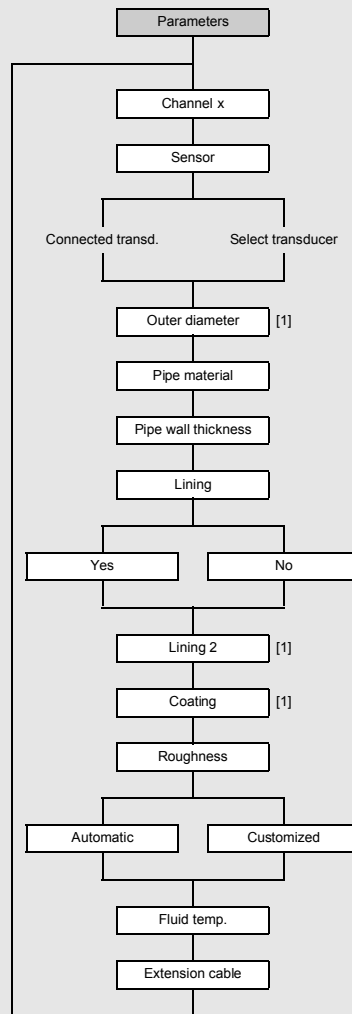 Parameters
Channel x
Sensor
Connected transd.
Select transducer
Outer diameter [1]
Pipe material
Pipe wall thickness
Lining
Yes
No
Lining 2 [1]
Coating [1]
Roughness
Automatic
Customized
Fluid temp.
Extension cable